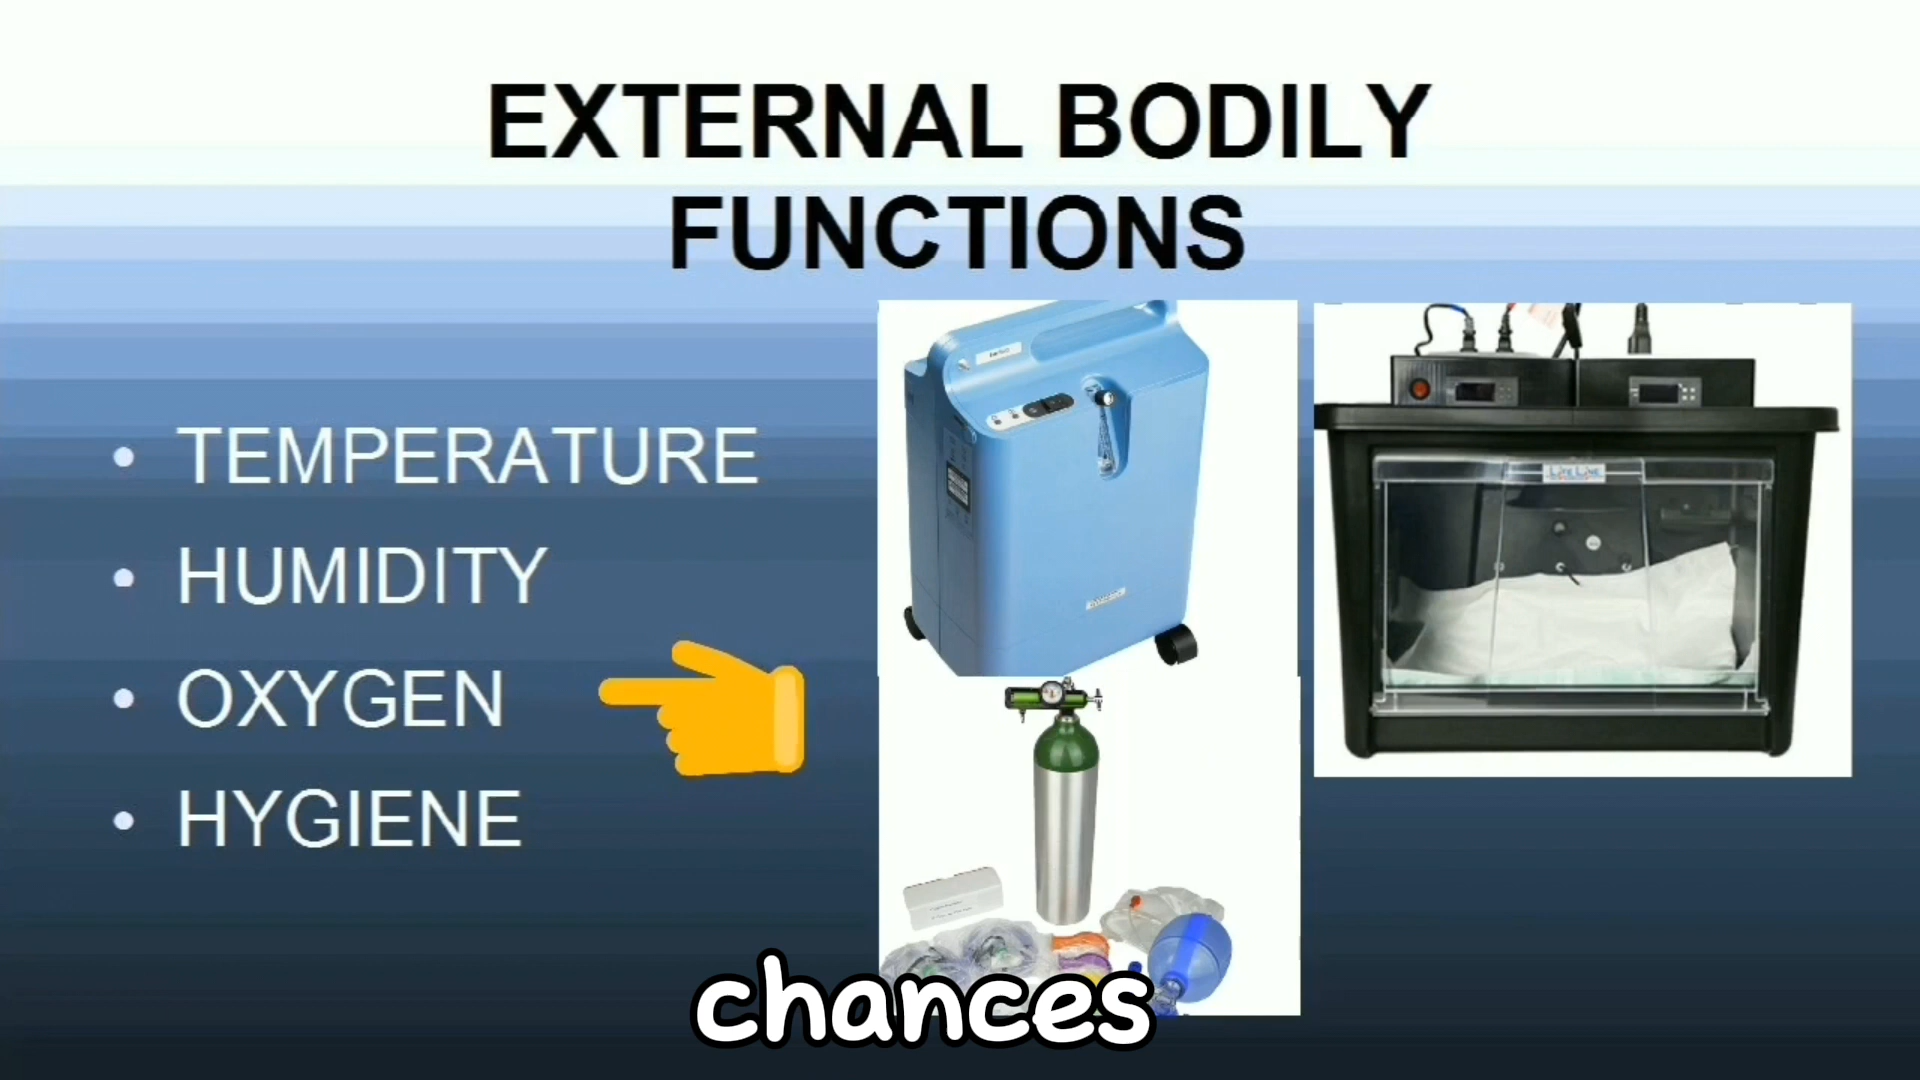 EXTERNAL BODILY
FUNCTIONS
• TEMPERATURE
• HUMIDITY
• OXYGEN
• HYGIENE
chances